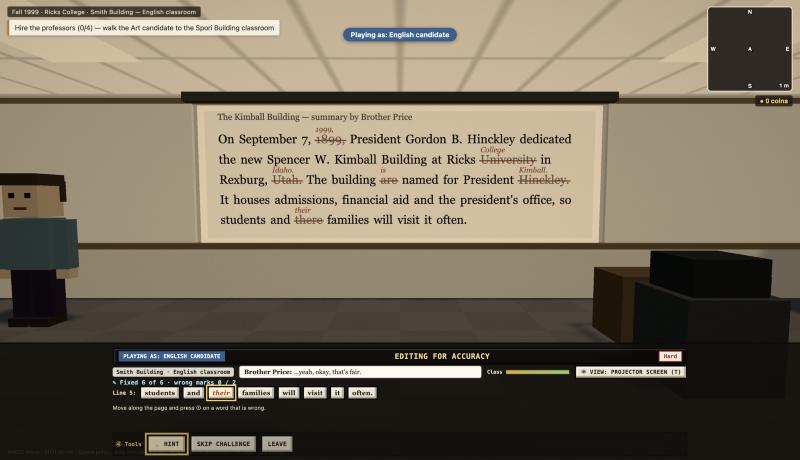 Fall 1999 · Ricks College · Smith Building — English classroom
Hire the professors (0/4) — walk the Art candidate to the Spori Building classroom
Playing as: English candidate
N
W A E
S 1 m
0 coins
The Kimball Building — summary by Brother Price
1999,
On September 7, 1899, President Gordon B. Hinckley dedicated
College
the new Spencer W. Kimball Building at Ricks University in
Idaho. is Kimball.
Rexburg, Utah. The building are named for President Hinckley.
It houses admissions, financial aid and the president's office, so
their
students and there families will visit it often.
PLAYING AS: ENGLISH CANDIDATE
EDITING FOR ACCURACY
Hard
Smith Building · English classroom
Brother Price: …yeah, okay, that's fair.
Class
VIEW: PROJECTOR SCREEN (T)
Fixed 6 of 6 · wrong marks 0 / 2
Line 5: students and their families will visit it often.
Move along the page and press on a word that is wrong.
Tools HINT SKIP CHALLENGE LEAVE